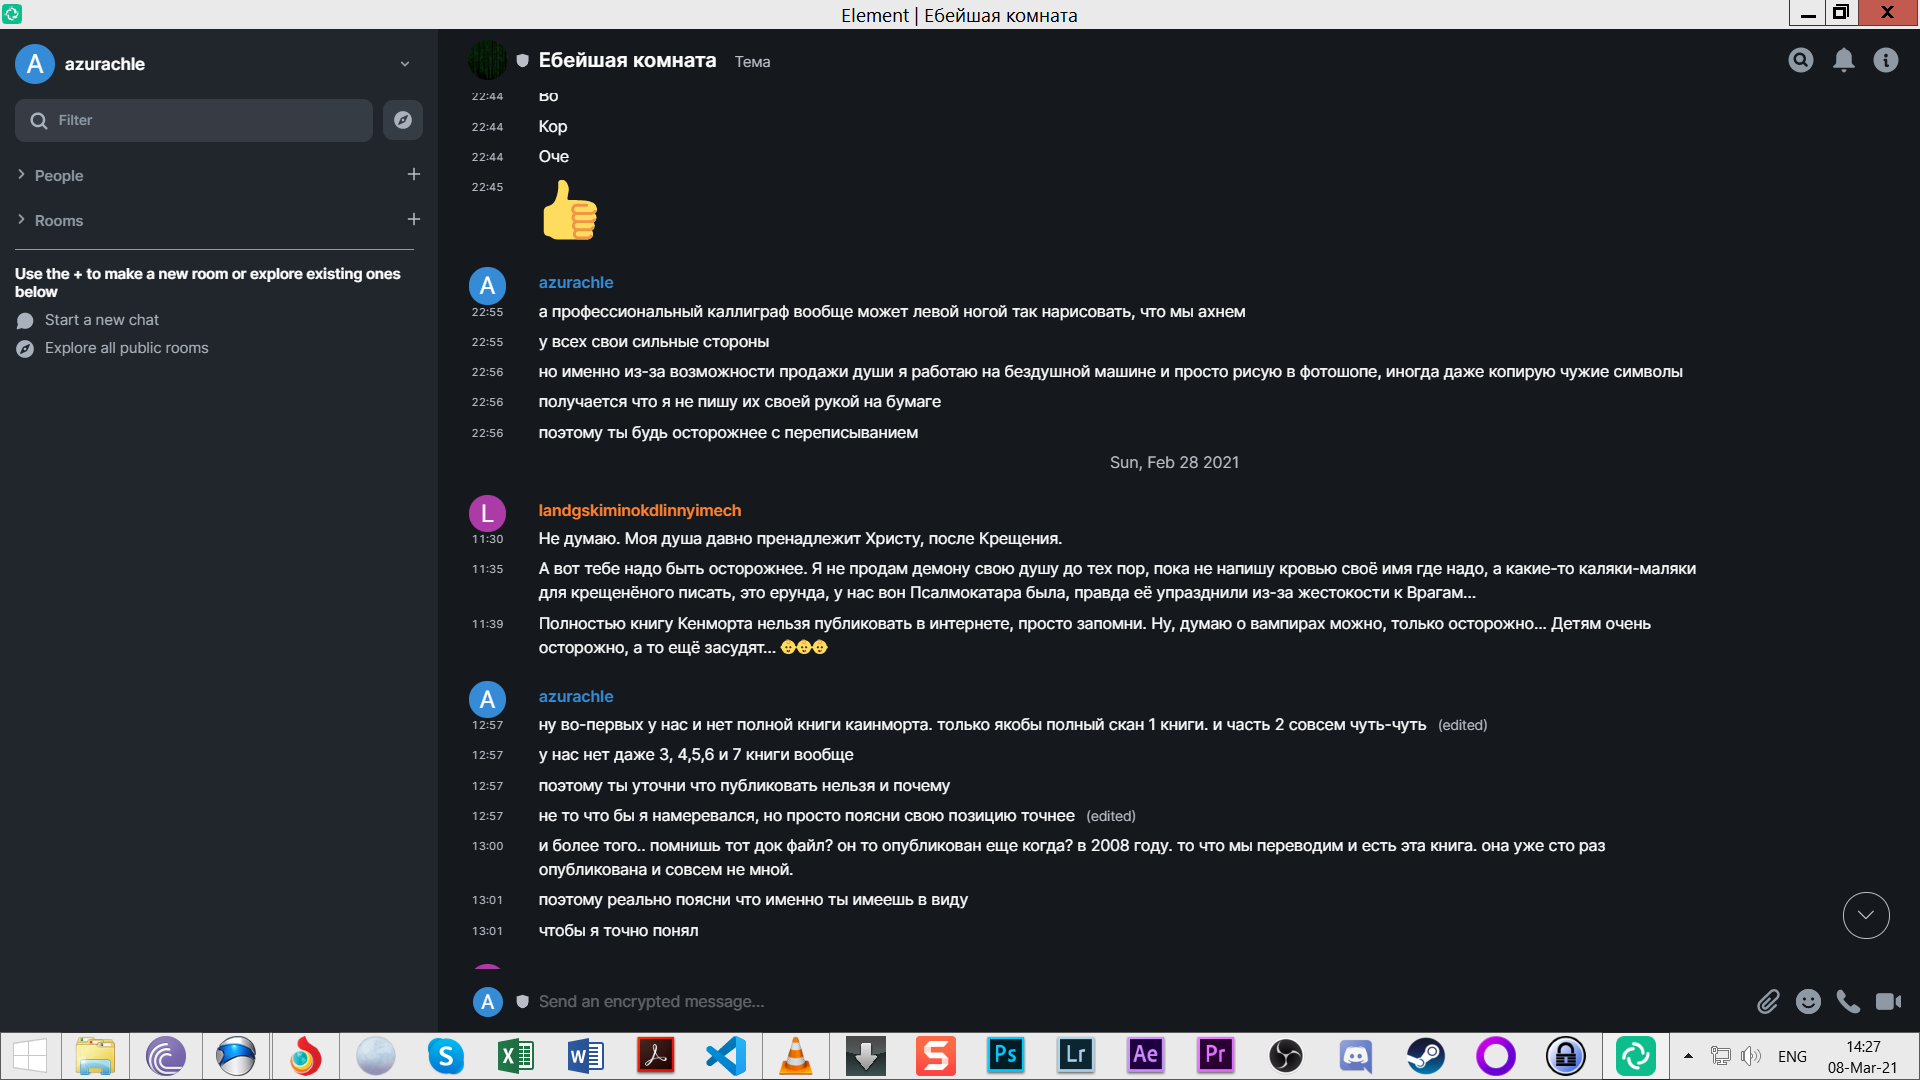 Element | Ебейшая комната
A azurachle
Filter
People
Rooms
Use the + to make a new room or explore existing ones
below
Start a new chat
Explore all public rooms
Ебейшая комната Тема
22:44 Во
22:44 Кор
22:44 Оче
22:45
A azurachle
22:55 а профессиональный каллиграф вообще может левой ногой так нарисовать, что мы ахнем
22:55 у всех свои сильные стороны
22:56 но именно из-за возможности продажи души я работаю на бездушной машине и просто рисую в фотошопе, иногда даже копирую чужие символы
22:56 получается что я не пишу их своей рукой на бумаге
22:56 поэтому ты будь осторожнее с переписыванием
Sun, Feb 28 2021
L landgskiminokdlinnyimech
11:30 Не думаю. Моя душа давно пренадлежит Христу, после Крещения.
11:35 А вот тебе надо быть осторожнее. Я не продам демону свою душу до тех пор, пока не напишу кровью своё имя где надо, а какие-то каляки-маляки
для крещенёного писать, это ерунда, у нас вон Псалмокатара была, правда её упразднили из-за жестокости к Врагам...
11:39 Полностью книгу Кенморта нельзя публиковать в интернете, просто запомни. Ну, думаю о вампирах можно, только осторожно... Детям очень
осторожно, а то ещё засудят... 👶👶👶
A azurachle
12:57 ну во-первых у нас и нет полной книги каинморта. только якобы полный скан 1 книги. и часть 2 совсем чуть-чуть (edited)
12:57 у нас нет даже 3, 4,5,6 и 7 книги вообще
12:57 поэтому ты уточни что публиковать нельзя и почему
12:57 не то что бы я намеревался, но просто поясни свою позицию точнее (edited)
13:00 и более того.. помнишь тот док файл? он то опубликован еще когда? в 2008 году. то что мы переводим и есть эта книга. она уже сто раз
опубликована и совсем не мной.
13:01 поэтому реально поясни что именно ты имеешь в виду
13:01 чтобы я точно понял
A Send an encrypted message...
Ps Lr Ae Pr ENG 14:27
08-Mar-21